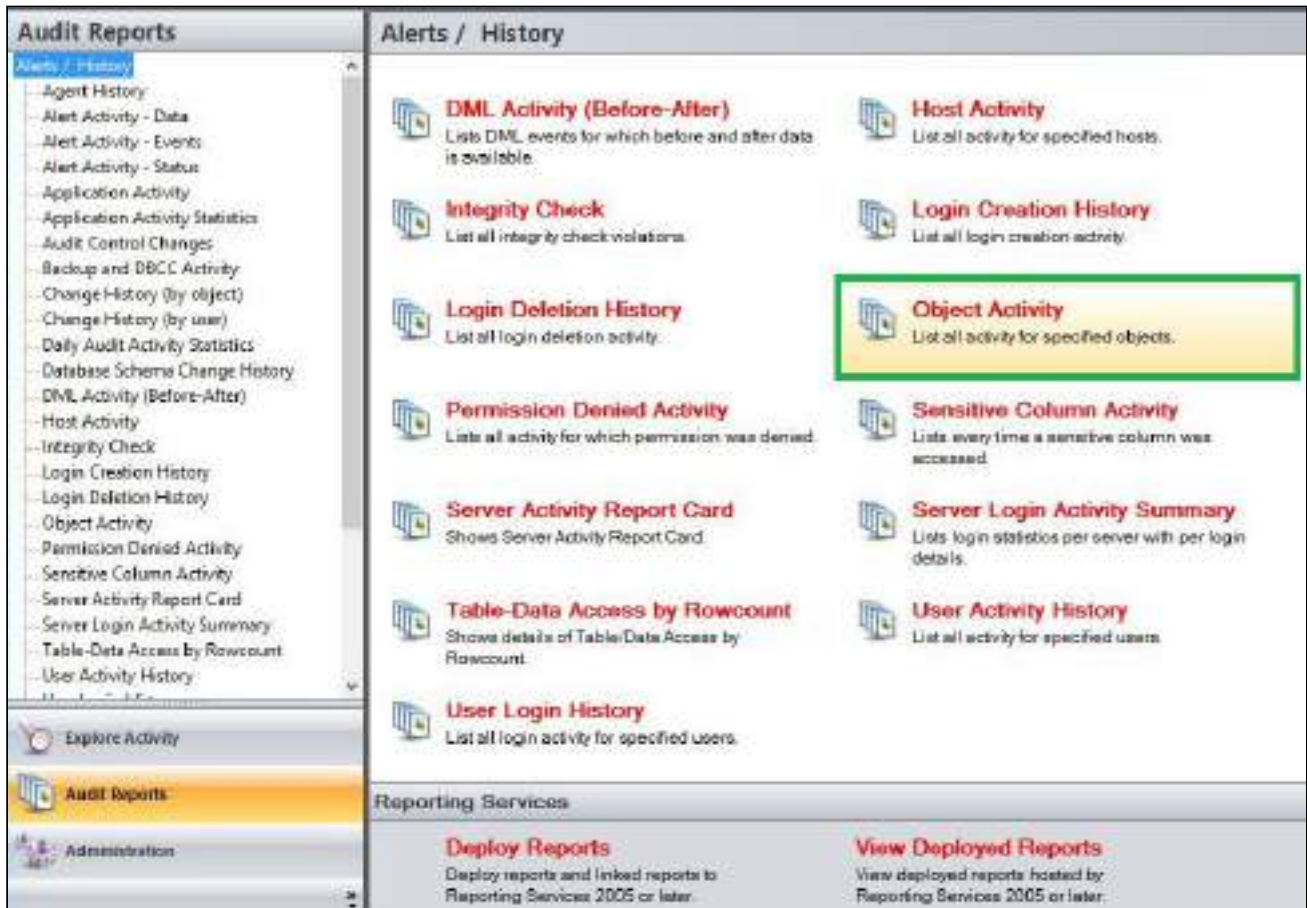 Audit Reports
Alerts / History
Agent History
Alert Activity - Data
Alert Activity - Events
Alert Activity - Status
Application Activity
Application Activity Statistics
Audit Control Changes
Backup and DBCC Activity
Change History (by object)
Change History (by user)
Daily Audit Activity Statistics
Database Schema Change History
DML Activity (Before-After)
Host Activity
Integrity Check
Login Creation History
Login Deletion History
Object Activity
Permission Denied Activity
Sensitive Column Activity
Server Activity Report Card
Server Login Activity Summary
Table-Data Access by Rowcount
User Activity History
Explore Activity
Audit Reports
Administration
Alerts / History
DML Activity (Before-After)
Lists DML events for which before and after data
is available.
Host Activity
List all activity for specified hosts.
Integrity Check
List all integrity check violations.
Login Creation History
List all login creation activity.
Login Deletion History
List all login deletion activity.
Object Activity
List all activity for specified objects.
Permission Denied Activity
Lists all activity for which permission was denied.
Sensitive Column Activity
Lists every time a sensitive column was
accessed.
Server Activity Report Card
Shows Server Activity Report Card.
Server Login Activity Summary
Lists login statistics per server with per login
details.
Table-Data Access by Rowcount
Shows details of Table/Data Access by
Rowcount.
User Activity History
List all activity for specified users.
User Login History
List all login activity for specified users.
Reporting Services
Deploy Reports
Deploy reports and linked reports to
Reporting Services 2005 or later.
View Deployed Reports
View deployed reports hosted by
Reporting Services 2005 or later.